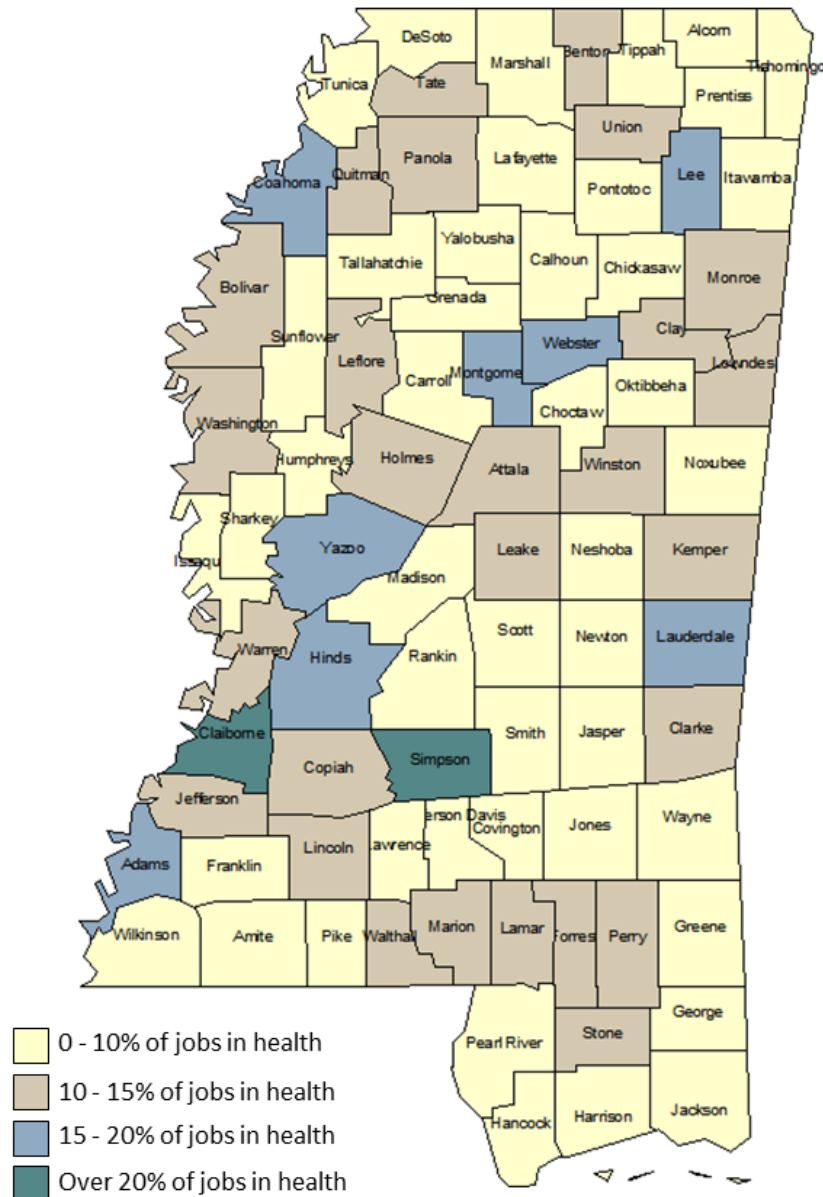 DeSoto
Alcorn
Benton
Tippah
Marshall
Tishomingo
Tunica
Tate
Prentiss
Union
Panola
Lafayette
Quitman
Coahoma
Lee
Itawamba
Pontotoc
Yalobusha
Tallahatchie
Calhoun
Chickasaw
Monroe
Bolivar
Grenada
Sunflower
Clay
Webster
Leflore
Lowndes
Carroll
Montgome
Oktibbeha
Choctaw
Washington
Humphreys
Holmes
Attala
Winston
Noxubee
Sharkey
Yazoo
Leake
Neshoba
Kemper
Issaqu
Madison
Scott
Newton
Lauderdale
Warren
Hinds
Rankin
Claiborne
Smith
Jasper
Clarke
Simpson
Copiah
Jefferson
erson Davis
Wayne
Covington
Jones
Lawrence
Lincoln
Adams
Franklin
Marion
Lamar
Greene
Wilkinson
Amite
Pike
Walthall
Forres
Perry
George
Stone
Pearl River
Jackson
Hancock
Harrison
0 - 10% of jobs in health
10 - 15% of jobs in health
15 - 20% of jobs in health
Over 20% of jobs in health